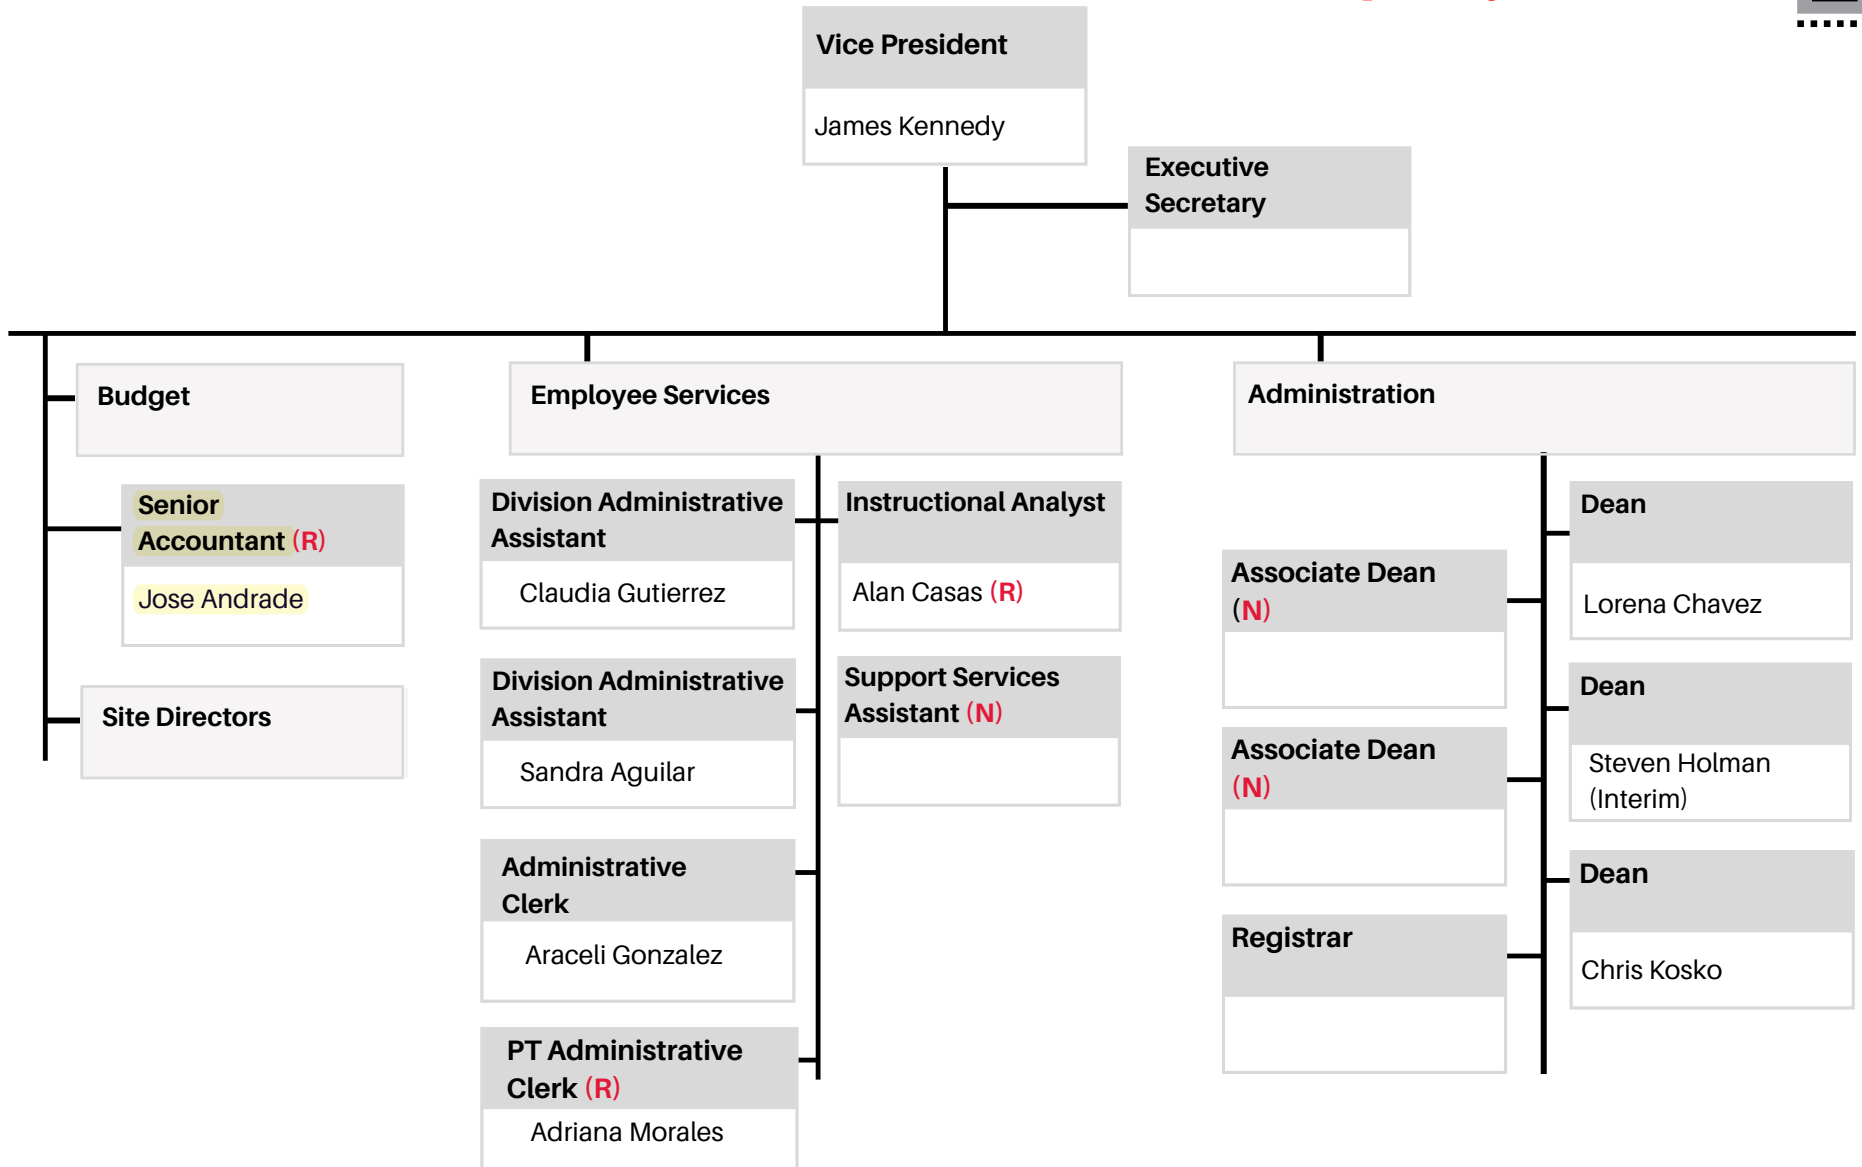 Vice President
James Kennedy
Executive
Secretary
Budget
Senior
Accountant (R)
Jose Andrade
Site Directors
Employee Services
Division Administrative
Assistant
Claudia Gutierrez
Instructional Analyst
Alan Casas (R)
Division Administrative
Assistant
Sandra Aguilar
Support Services
Assistant (N)
Administrative
Clerk
Araceli Gonzalez
PT Administrative
Clerk (R)
Adriana Morales
Administration
Dean
Lorena Chavez
Associate Dean
(N)
Dean
Steven Holman
(Interim)
Associate Dean
(N)
Dean
Chris Kosko
Registrar